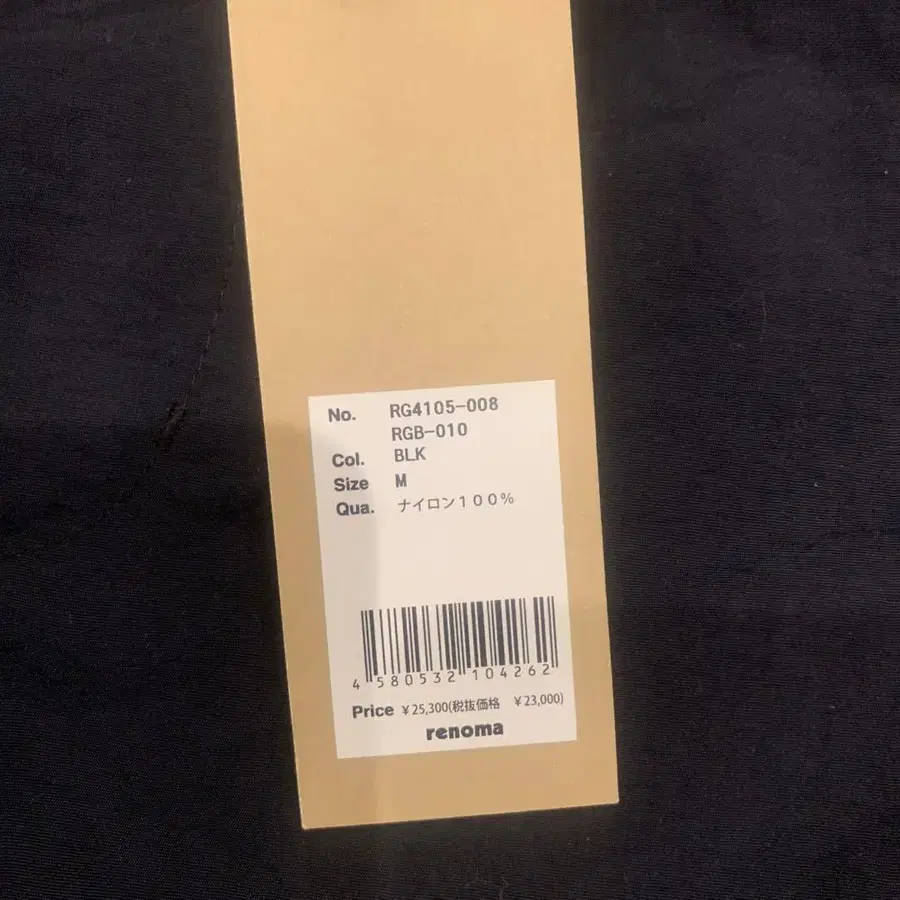 No. RG4105-008
RGB-010
Col. BLK
Size M
Qua. ナイロン１００％
4 580532 104262
Price ￥25,300(税抜価格 ￥23,000)
renoma